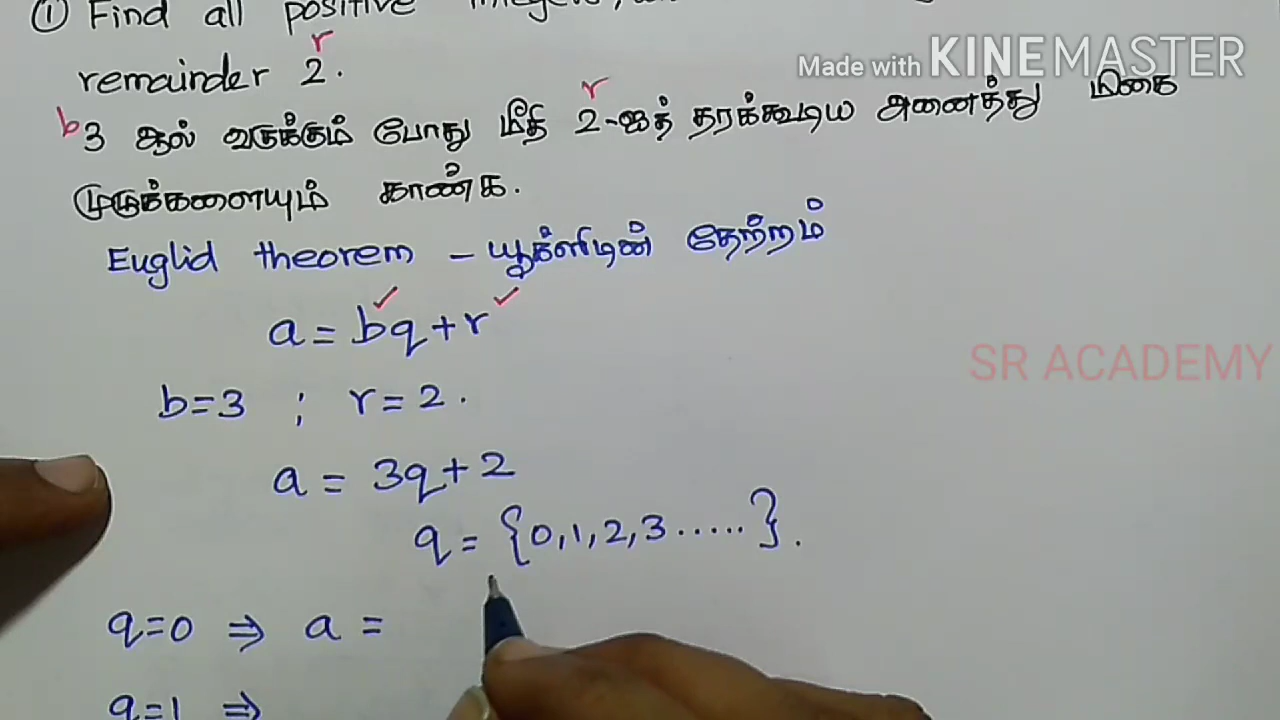 ① Find all positive
remainder 2.
r
Made with KINEMASTER
b 3 ஆல் வகுக்கும் போது மீதி 2-ஐத் தரக்கூடிய அனைத்து மிகை
r
முழுக்களையும் காண்க.
Euglid theorem – யூக்ளிடின் தேற்றம்
a = bq + r
SR ACADEMY
b=3 ; r=2.
a = 3q+2
q = {0,1,2,3.....}.
q=0 ⇒ a =
q=1 ⇒